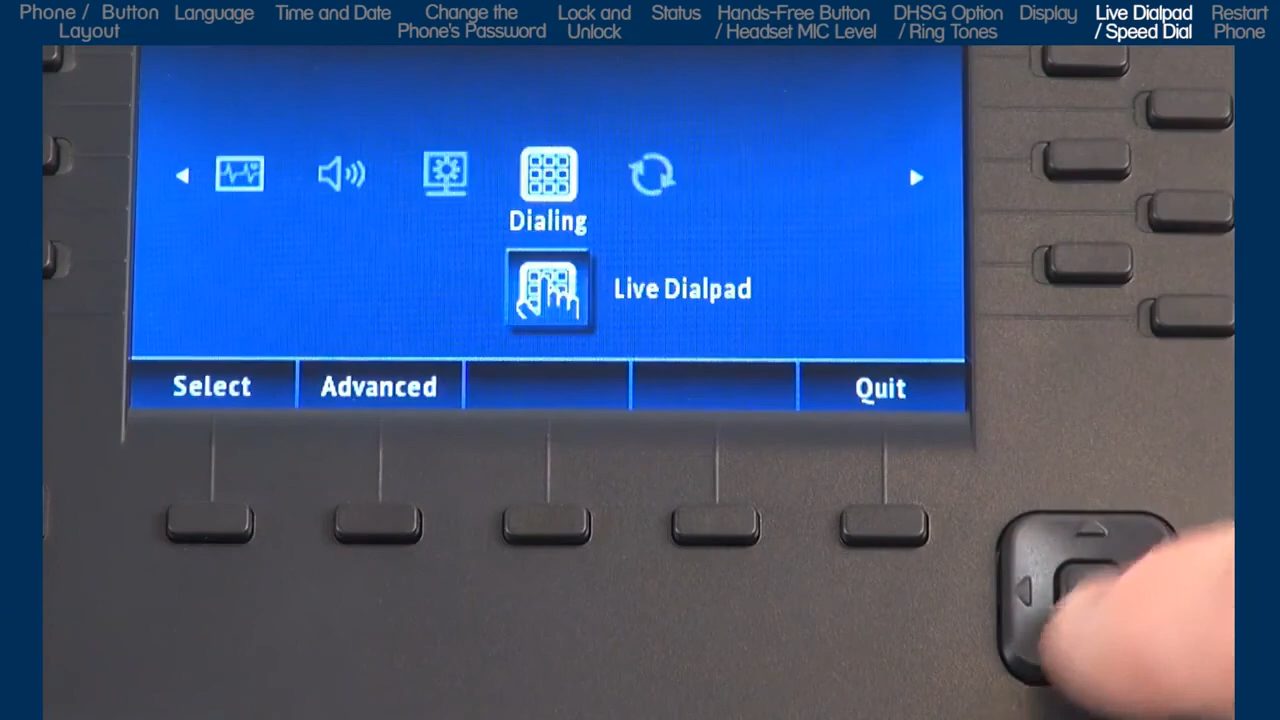 Phone / Button Layout
Language
Time and Date
Change the Phone's Password
Lock and Unlock
Status
Hands-Free Button / Headset MIC Level
DHSG Option / Ring Tones
Display
Live Dialpad / Speed Dial
Restart Phone
Dialing
Live Dialpad
Select Advanced Quit